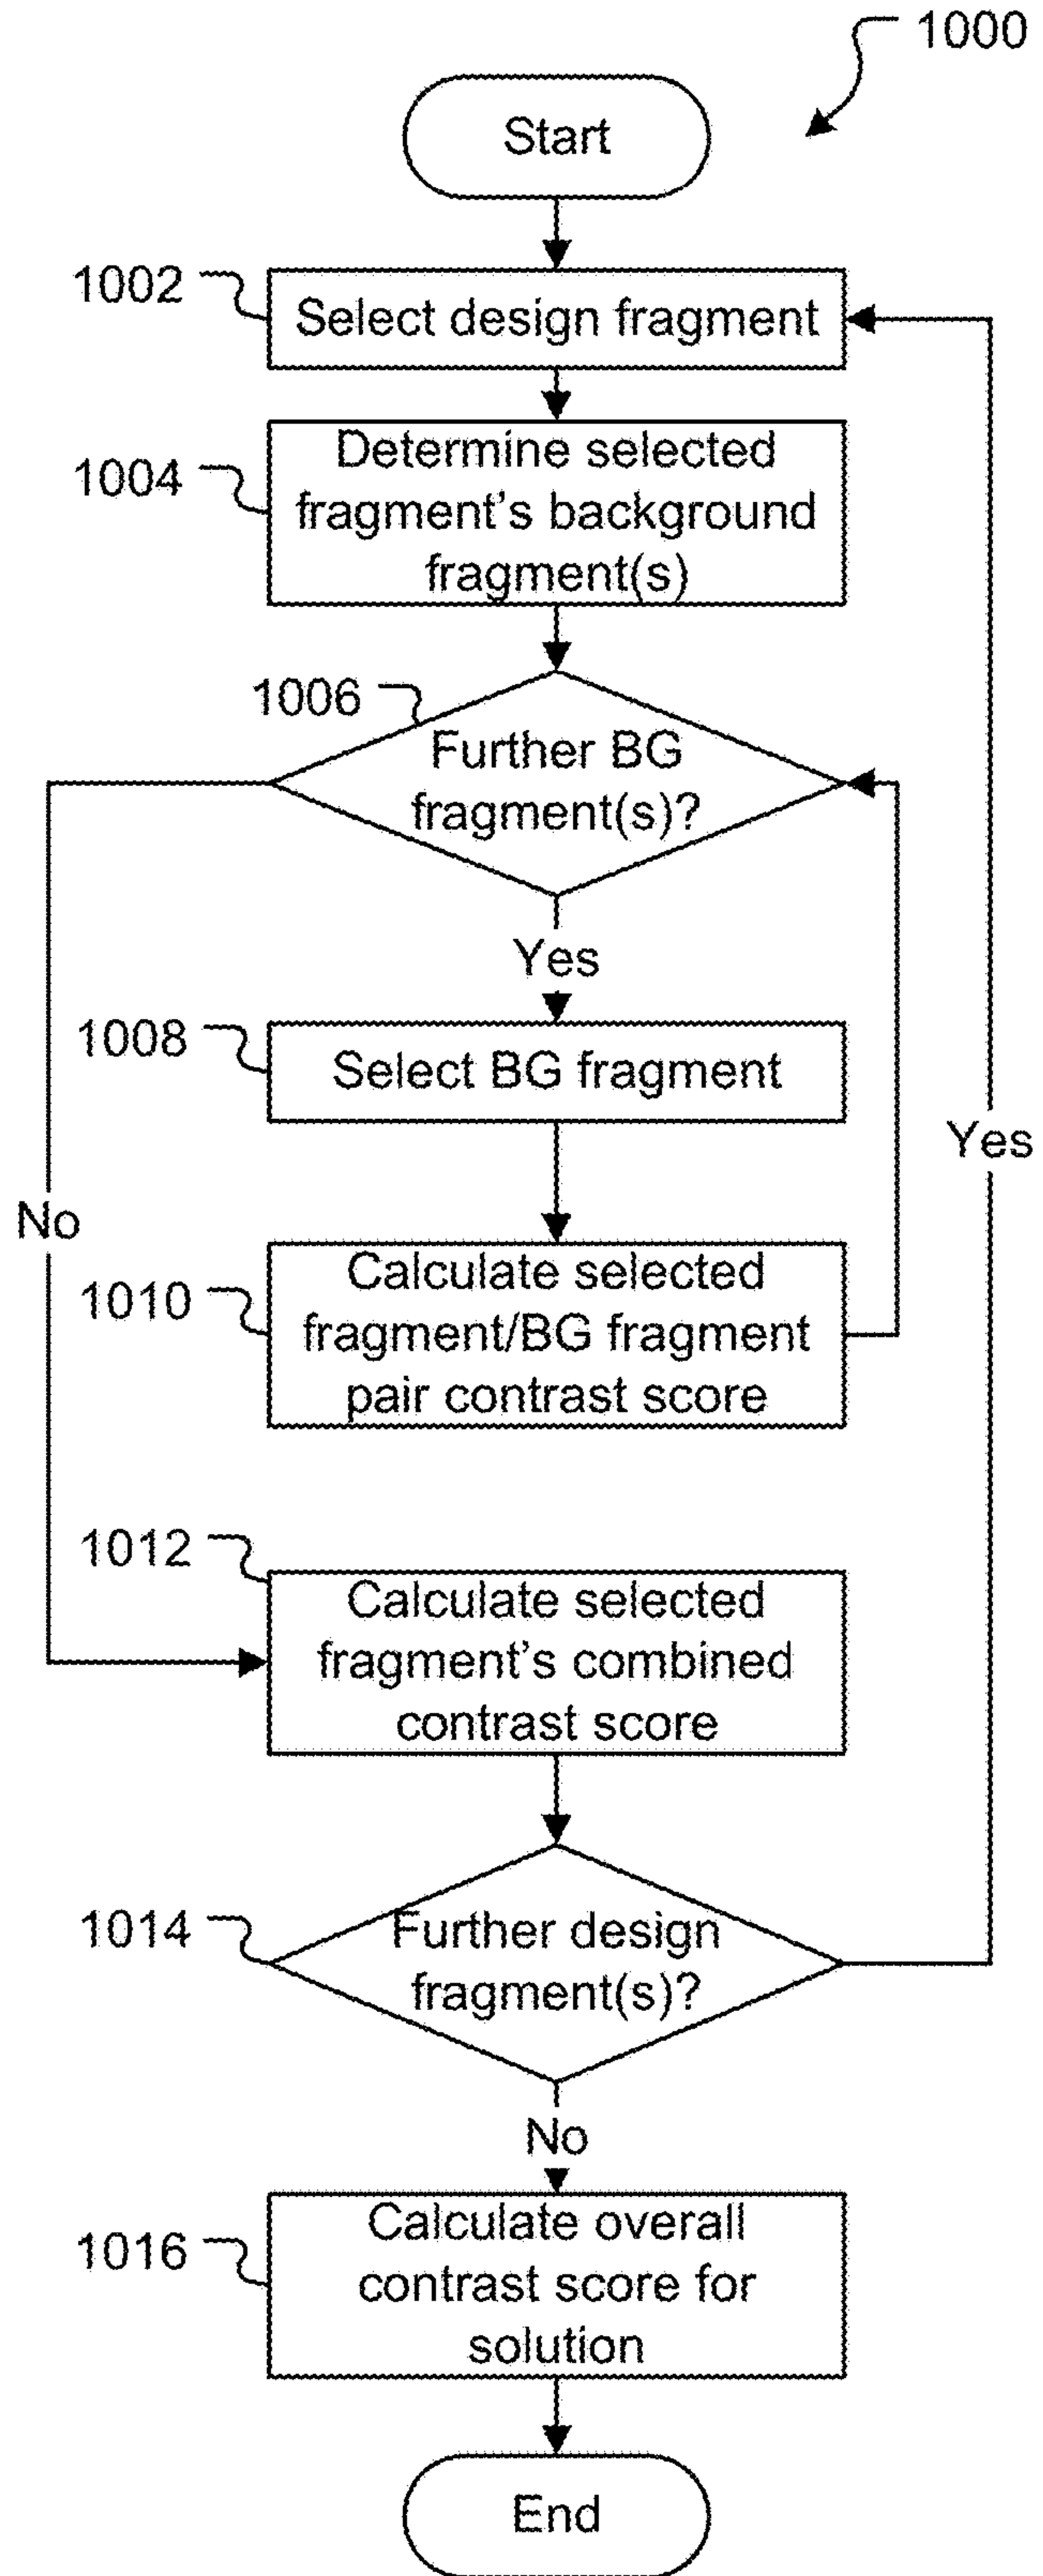 1000
Start
1002
Select design fragment
1004
Determine selected
fragment's background
fragment(s)
1006
Further BG
fragment(s)?
Yes
1008
Select BG fragment
Yes
No
1010
Calculate selected
fragment/BG fragment
pair contrast score
1012
Calculate selected
fragment's combined
contrast score
1014
Further design
fragment(s)?
No
1016
Calculate overall
contrast score for
solution
End